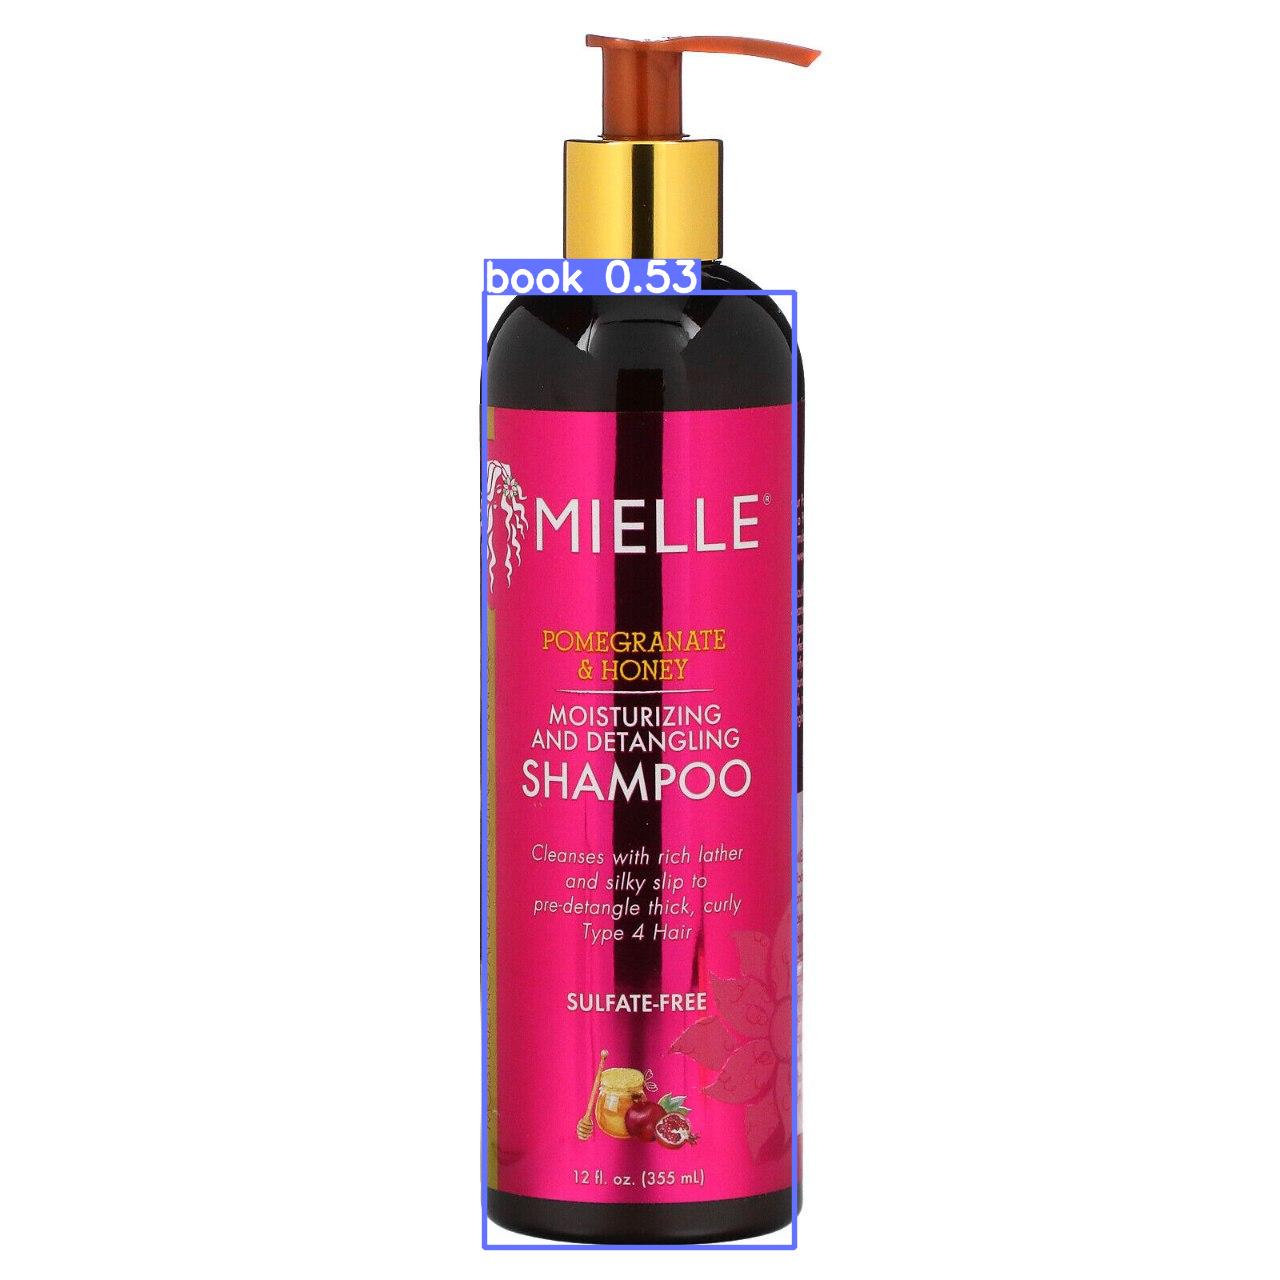 book 0.53
MIELLE®
POMEGRANATE
& HONEY
MOISTURIZING
AND DETANGLING
SHAMPOO
Cleanses with rich lather
and silky slip to
pre-detangle thick, curly
Type 4 Hair
SULFATE-FREE
12 fl. oz. (355 mL)